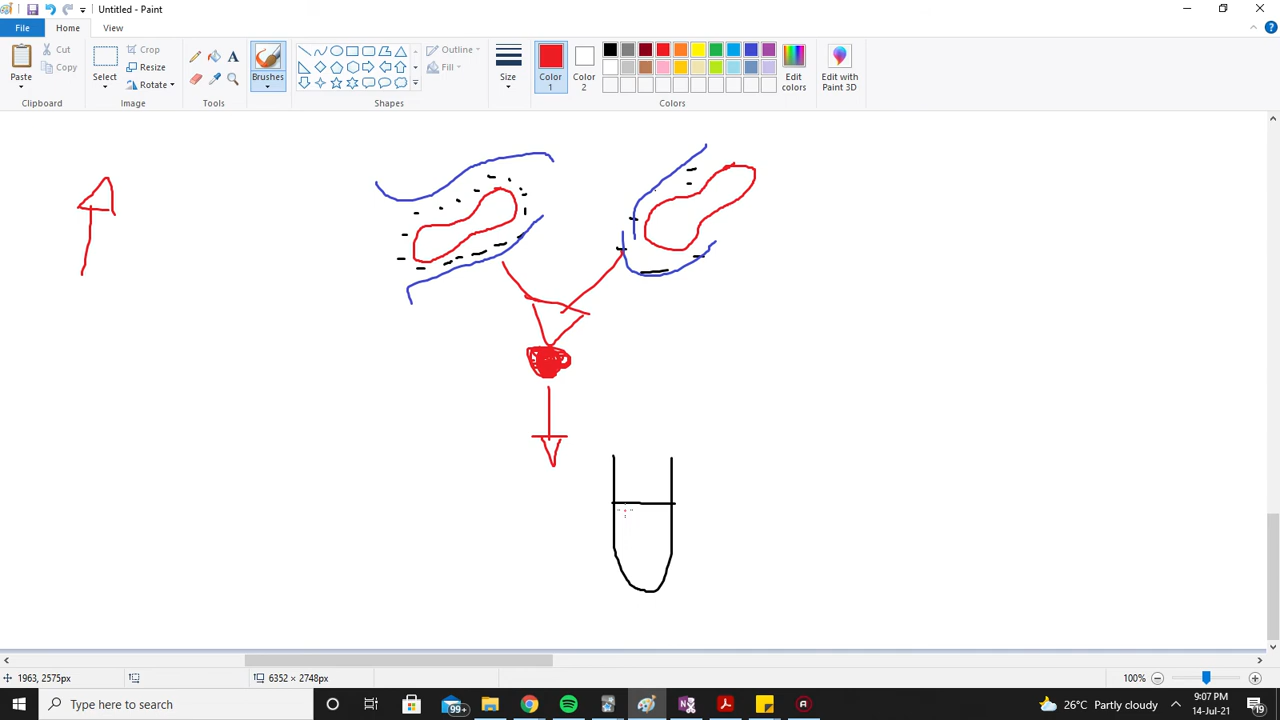 Untitled - Paint
File Home View
Paste
Cut
Copy
Clipboard
Select
Crop
Resize
Rotate
Image
Tools
Brushes
Outline
Fill
Shapes
Size
Color 1
Color 2
Edit colors
Colors
Edit with Paint 3D
1963, 2575px
6352 × 2748px
100%
Type here to search
99+
26°C Partly cloudy
9:07 PM
14-Jul-21
19